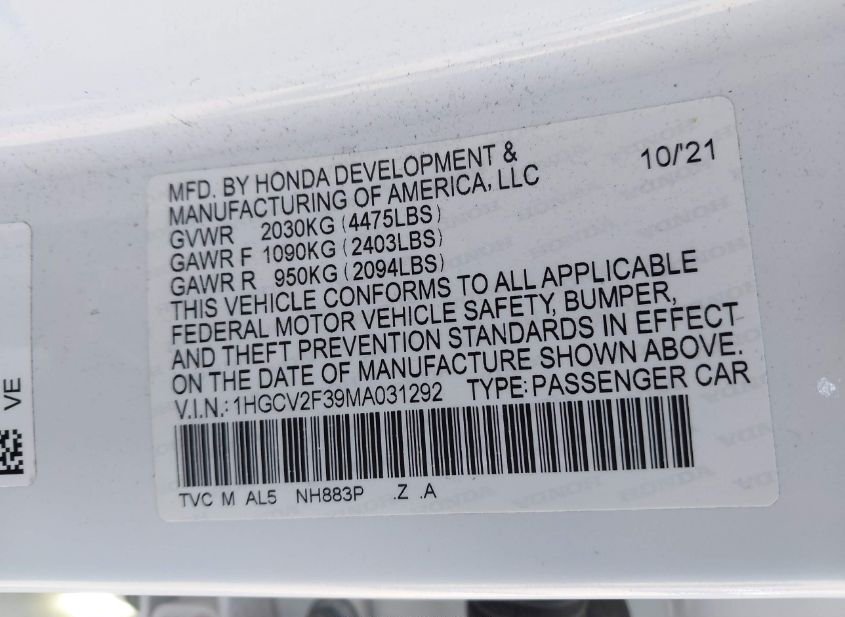 MFD. BY HONDA DEVELOPMENT &
MANUFACTURING OF AMERICA, LLC
10/'21
GVWR 2030KG (4475LBS)
GAWR F 1090KG (2403LBS)
GAWR R 950KG (2094LBS)
THIS VEHICLE CONFORMS TO ALL APPLICABLE
FEDERAL MOTOR VEHICLE SAFETY, BUMPER,
AND THEFT PREVENTION STANDARDS IN EFFECT
ON THE DATE OF MANUFACTURE SHOWN ABOVE.
V.I.N.: 1HGCV2F39MA031292 TYPE: PASSENGER CAR
TVC M AL5 NH883P .Z .A
VE